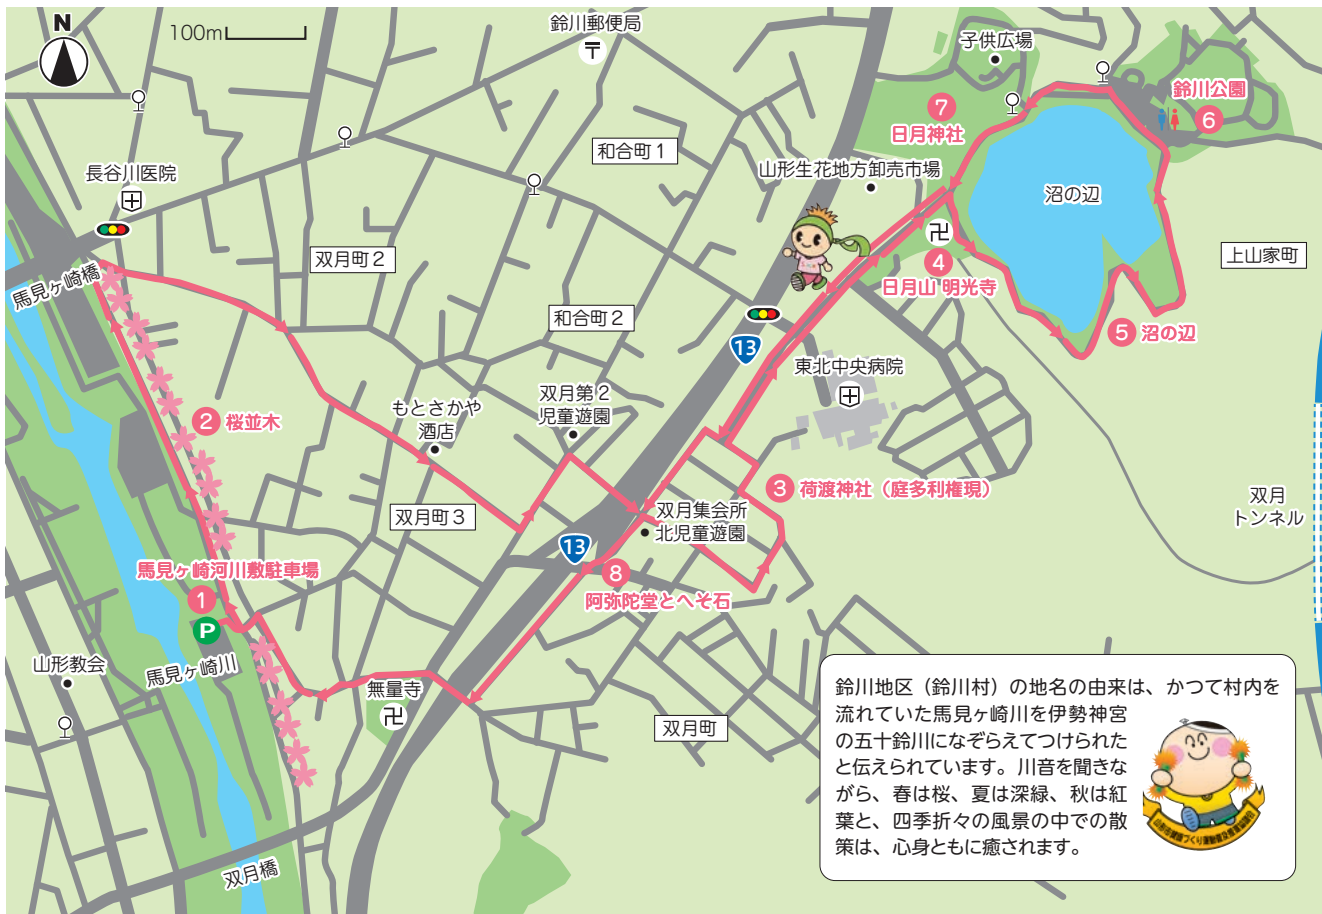 N
100m
鈴川郵便局
〒
子供広場
鈴川公園
6
7
日月神社
和合町1
山形生花地方卸売市場
長谷川医院
沼の辺
双月町2
卍
4
日月山 明光寺
上山家町
馬見ヶ崎橋
和合町2
13
5 沼の辺
東北中央病院
双月第2
児童遊園
もとさかや
酒店
2 桜並木
3 荷渡神社（庭多利権現）
双月町3
双月集会所
北児童遊園
双月
トンネル
13
馬見ヶ崎河川敷駐車場
1
8
阿弥陀堂とへそ石
P
山形教会
馬見ヶ崎川
無量寺
卍
双月町
双月橋
鈴川地区（鈴川村）の地名の由来は、かつて村内を
流れていた馬見ヶ崎川を伊勢神宮
の五十鈴川になぞらえてつけられた
と伝えられています。川音を聞きな
がら、春は桜、夏は深緑、秋は紅
葉と、四季折々の風景の中での散
策は、心身ともに癒されます。